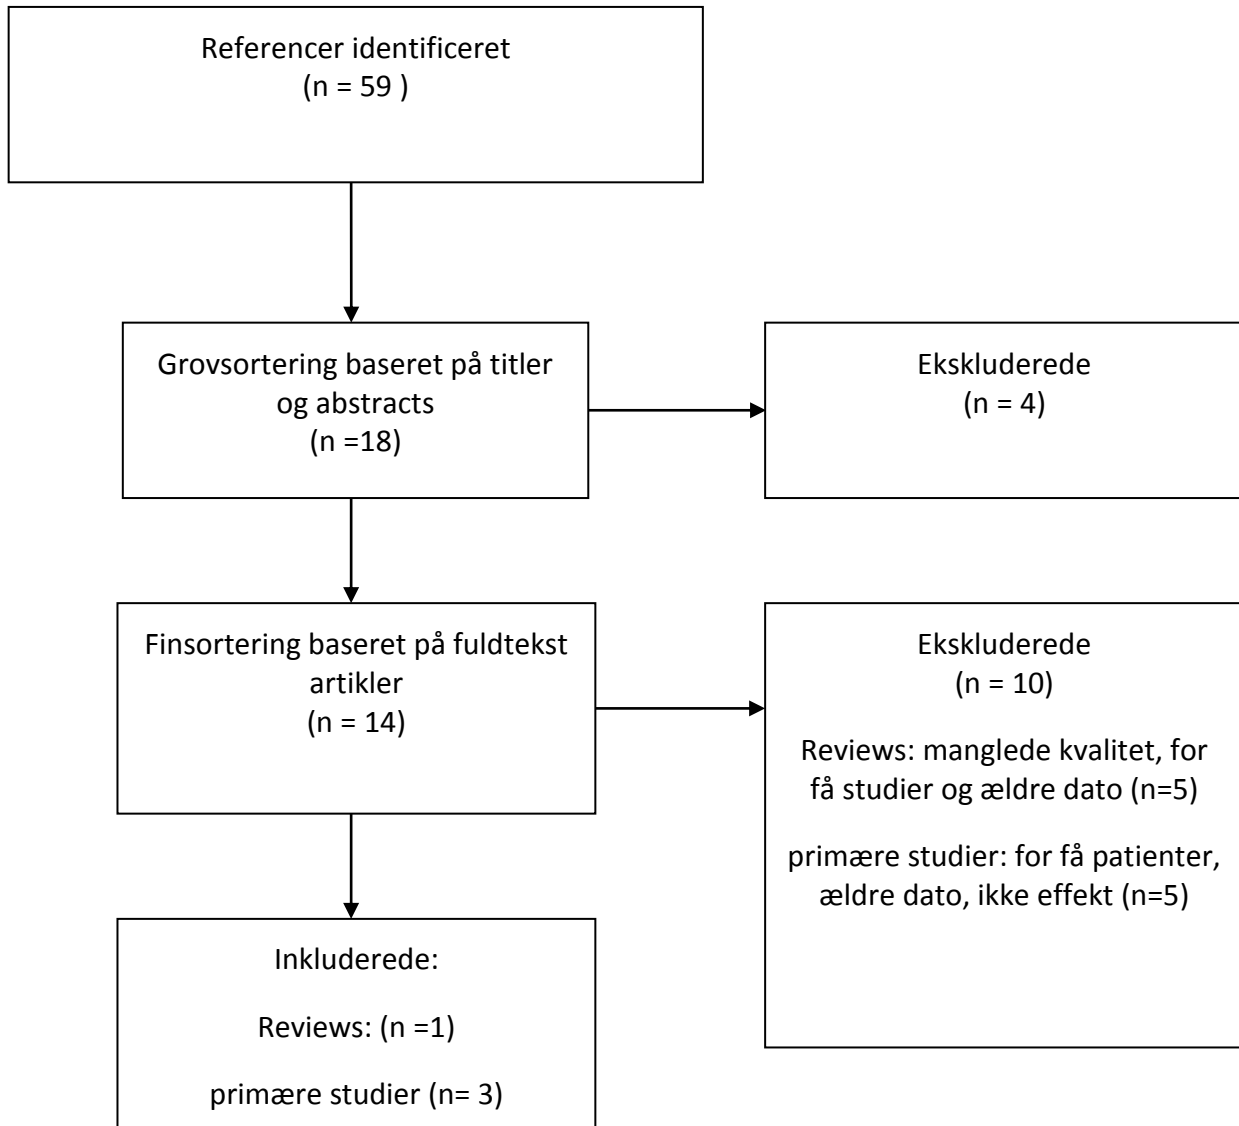 Referencer identificeret
(n = 59 )
Grovsortering baseret på titler
og abstracts
(n =18)
Ekskluderede
(n = 4)
Finsortering baseret på fuldtekst
artikler
(n = 14)
Ekskluderede
(n = 10)
Reviews: manglede kvalitet, for
få studier og ældre dato (n=5)
primære studier: for få patienter,
ældre dato, ikke effekt (n=5)
Inkluderede:
Reviews: (n =1)
primære studier (n= 3)